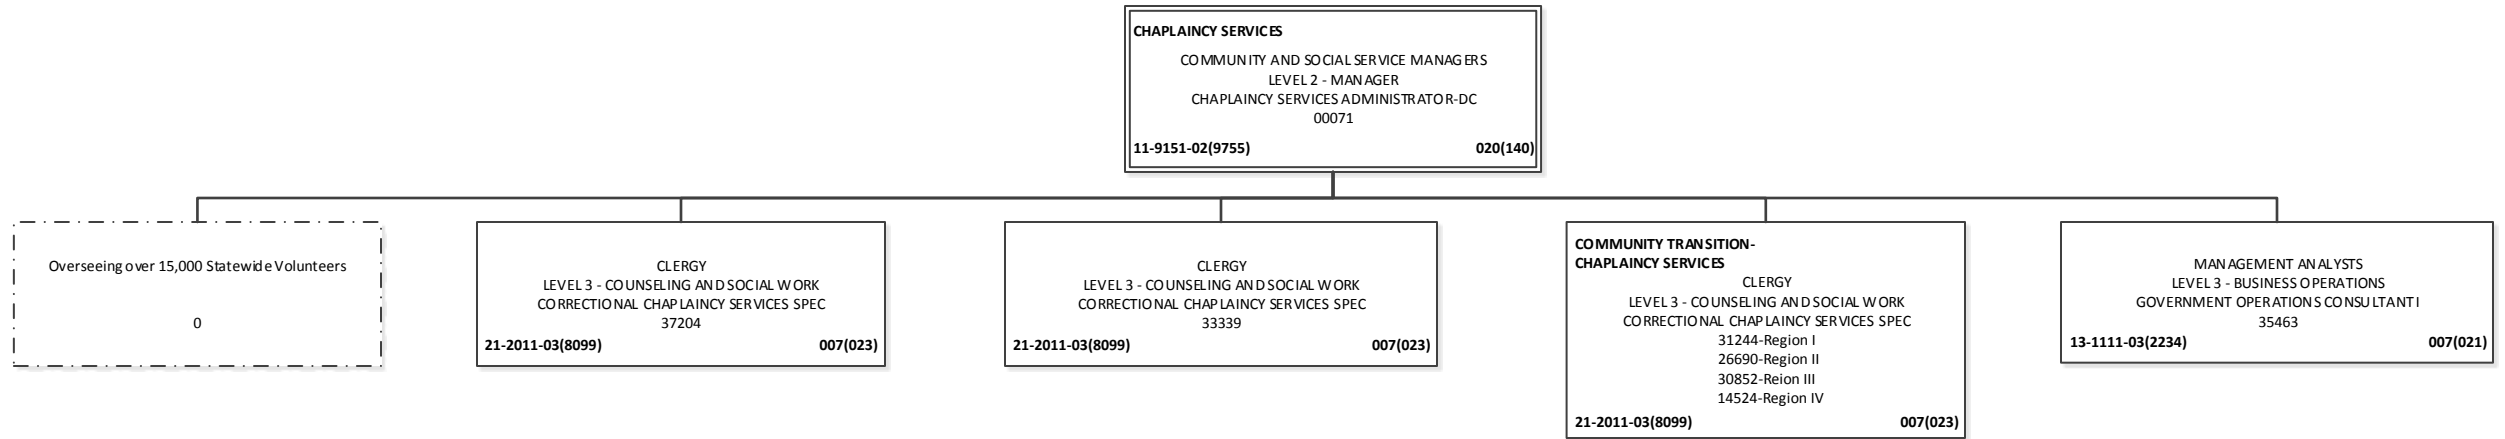 CHAPLAINCY SERVICES
COMMUNITY AND SOCIAL SERVICE MANAGERS
LEVEL 2 - MANAGER
CHAPLAINCY SERVICES ADMINISTRATOR-DC
00071
11-9151-02(9755) 020(140)
Overseeing over 15,000 Statewide Volunteers
0
CLERGY
LEVEL 3 - COUNSELING AND SOCIAL WORK
CORRECTIONAL CHAPLAINCY SERVICES SPEC
37204
21-2011-03(8099) 007(023)
CLERGY
LEVEL 3 - COUNSELING AND SOCIAL WORK
CORRECTIONAL CHAPLAINCY SERVICES SPEC
33339
21-2011-03(8099) 007(023)
COMMUNITY TRANSITION-
CHAPLAINCY SERVICES
CLERGY
LEVEL 3 - COUNSELING AND SOCIAL WORK
CORRECTIONAL CHAPLAINCY SERVICES SPEC
31244-Region I
26690-Region II
30852-Reion III
14524-Region IV
21-2011-03(8099) 007(023)
MANAGEMENT ANALYSTS
LEVEL 3 - BUSINESS OPERATIONS
GOVERNMENT OPERATIONS CONSULTANT I
35463
13-1111-03(2234) 007(021)